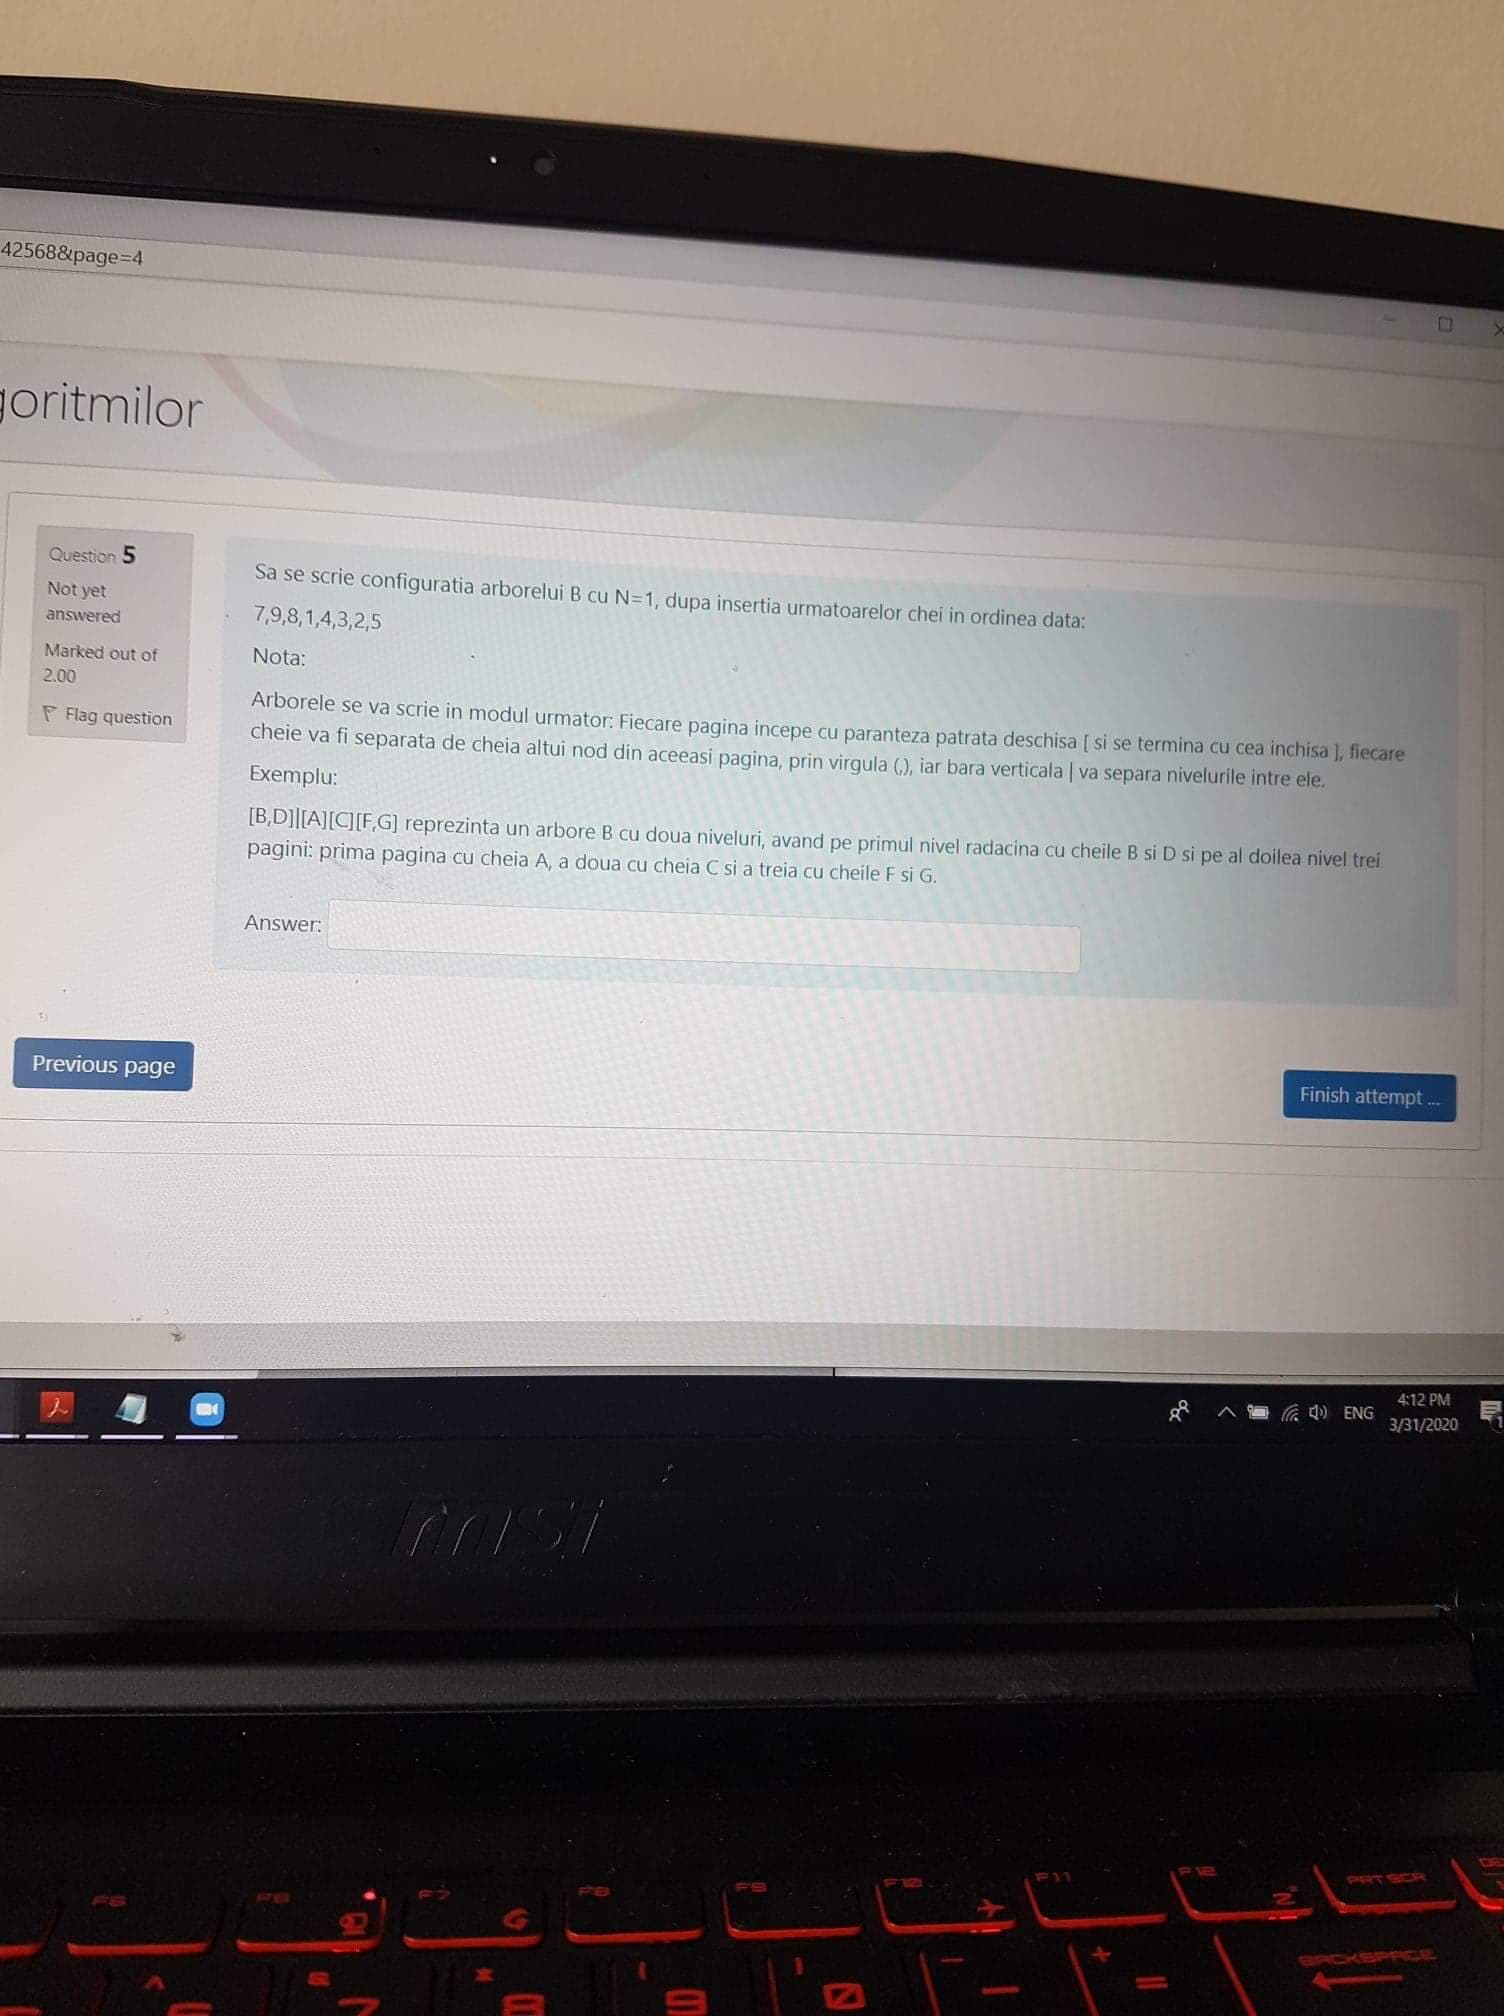 42568&page=4
goritmilor
Question 5
Not yet
answered
Marked out of
2.00
Flag question
Sa se scrie configuratia arborelui B cu N=1, dupa insertia urmatoarelor chei in ordinea data:
7,9,8,1,4,3,2,5
Nota:
Arborele se va scrie in modul urmator: Fiecare pagina incepe cu paranteza patrata deschisa [ si se termina cu cea inchisa ], fiecare
cheie va fi separata de cheia altui nod din aceeasi pagina, prin virgula (,), iar bara verticala | va separa nivelurile intre ele.
Exemplu:
[B,D]|[A][C][F,G] reprezinta un arbore B cu doua niveluri, avand pe primul nivel radacina cu cheile B si D si pe al doilea nivel trei
pagini: prima pagina cu cheia A, a doua cu cheia C si a treia cu cheile F si G.
Answer:
Previous page
Finish attempt ...
ENG
4:12 PM
3/31/2020
F7
F8
F9
F10
F11
F12
PRT SCR
BACKSPACE
^
&
*
(
)
_
+
7
8
9
0
-
=